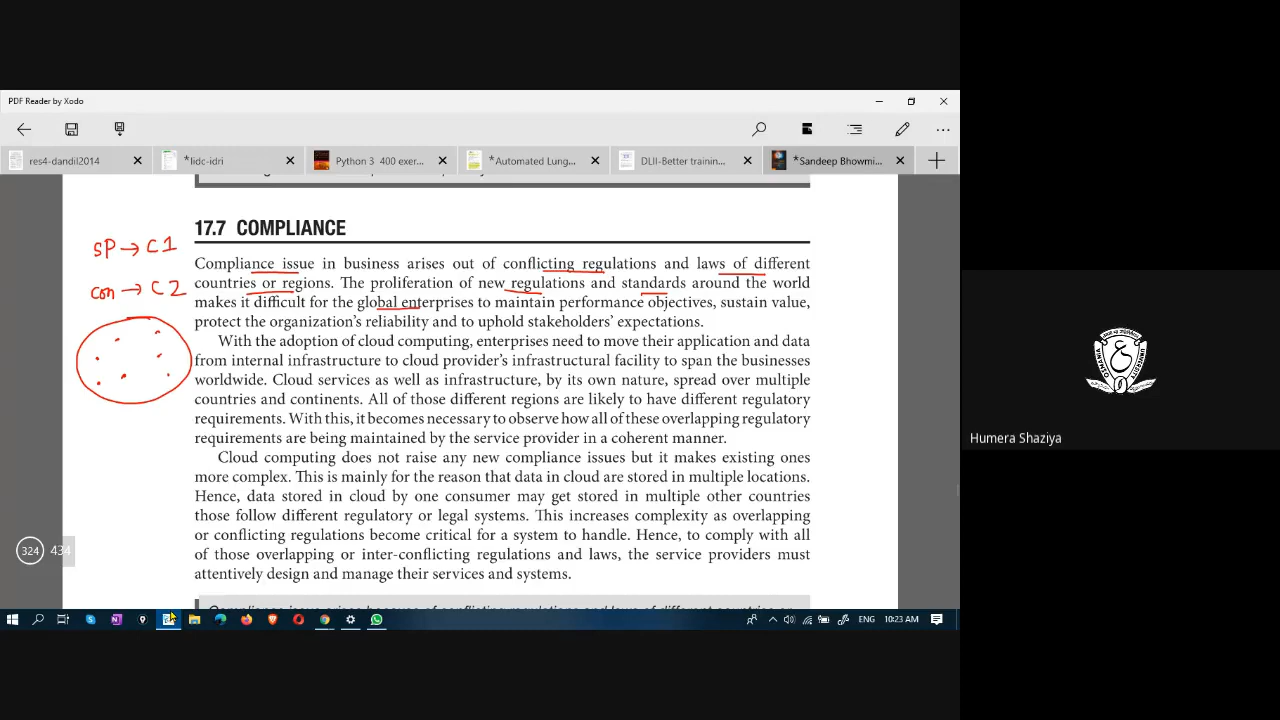 PDF Reader by Xodo
res4-dandil2014
*lidc-idri
Python 3 400 exer...
*Automated Lung...
DLII-Better trainin...
*Sandeep Bhowmi...
17.7 COMPLIANCE
SP → C1
con → C2
Compliance issue in business arises out of conflicting regulations and laws of different
countries or regions. The proliferation of new regulations and standards around the world
makes it difficult for the global enterprises to maintain performance objectives, sustain value,
protect the organization's reliability and to uphold stakeholders' expectations.
With the adoption of cloud computing, enterprises need to move their application and data
from internal infrastructure to cloud provider's infrastructural facility to span the businesses
worldwide. Cloud services as well as infrastructure, by its own nature, spread over multiple
countries and continents. All of those different regions are likely to have different regulatory
requirements. With this, it becomes necessary to observe how all of these overlapping regulatory
requirements are being maintained by the service provider in a coherent manner.
Cloud computing does not raise any new compliance issues but it makes existing ones
more complex. This is mainly for the reason that data in cloud are stored in multiple locations.
Hence, data stored in cloud by one consumer may get stored in multiple other countries
those follow different regulatory or legal systems. This increases complexity as overlapping
or conflicting regulations become critical for a system to handle. Hence, to comply with all
of those overlapping or inter-conflicting regulations and laws, the service providers must
attentively design and manage their services and systems.
324 434
ENG 10:23 AM
Humera Shaziya